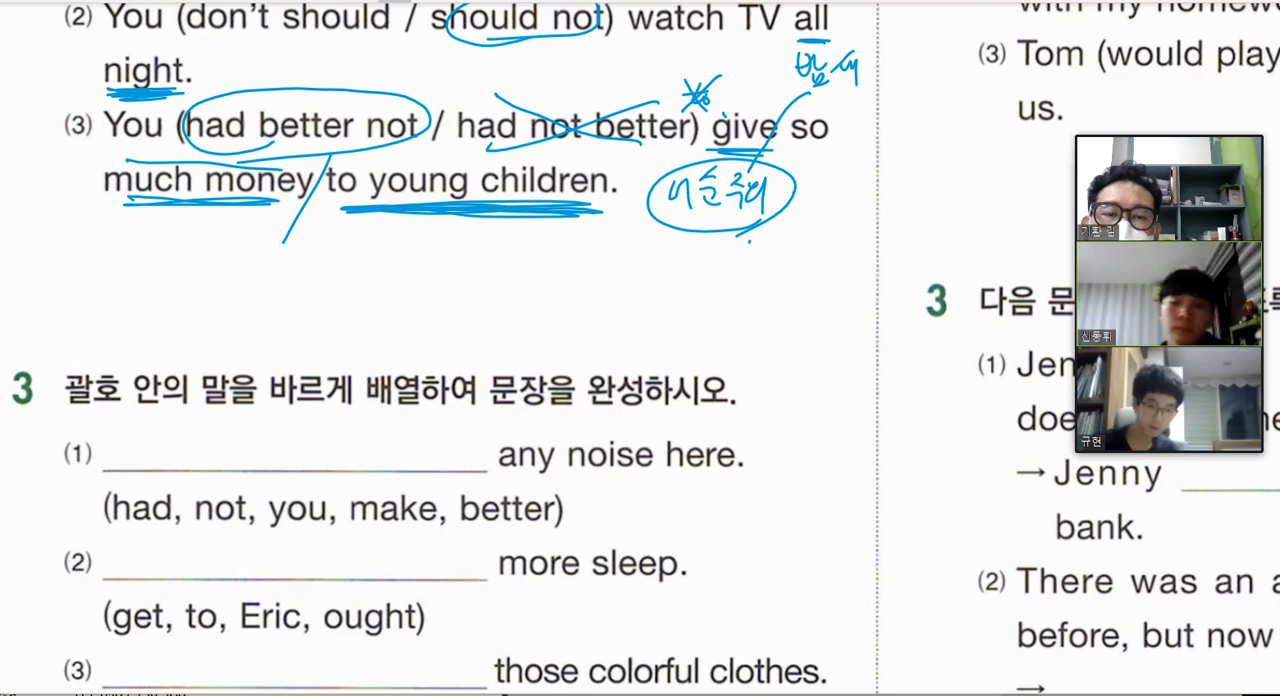 (2) You (don't should / should not) watch TV all
night.
밤새
(3) You (had better not / had not better) give so
much money to young children.
어순주의
3 괄호 안의 말을 바르게 배열하여 문장을 완성하시오.
(1) any noise here.
(had, not, you, make, better)
(2) more sleep.
(get, to, Eric, ought)
(3) those colorful clothes.
with my
(3) Tom (would play
us.
기환 김
신동휘
규현
3 다음
(1) Jen
doe
→ Jenny
bank.
(2) There was an a
before, but now
→